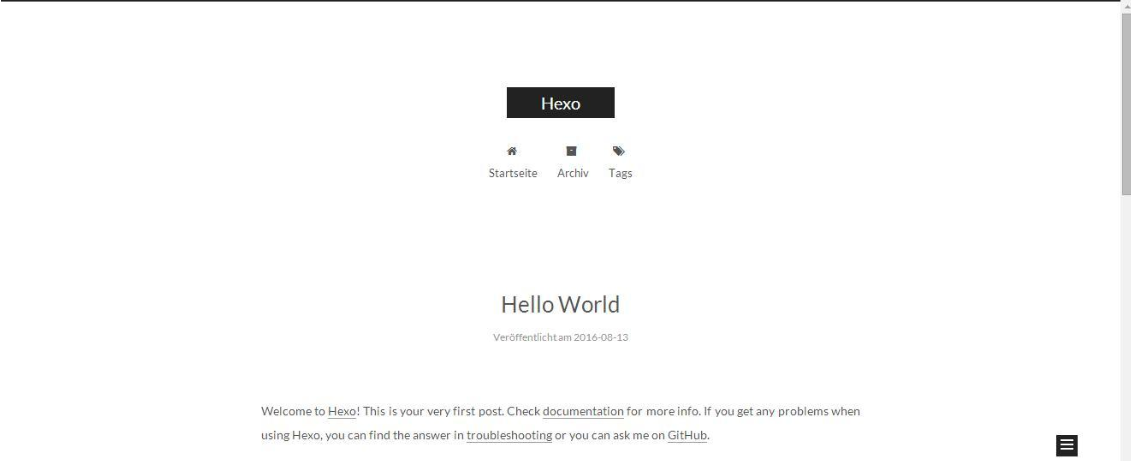 Hexo
Startseite Archiv Tags
Hello World
Veröffentlicht am 2016-08-13
Welcome to Hexo! This is your very first post. Check documentation for more info. If you get any problems when
using Hexo, you can find the answer in troubleshooting or you can ask me on GitHub.